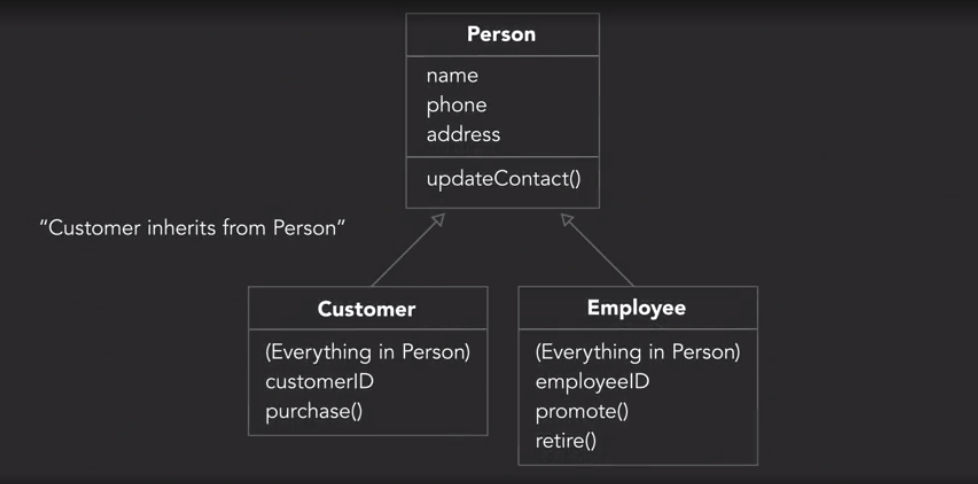 Person
name
phone
address
updateContact()
“Customer inherits from Person”
Customer
(Everything in Person)
customerID
purchase()
Employee
(Everything in Person)
employeeID
promote()
retire()